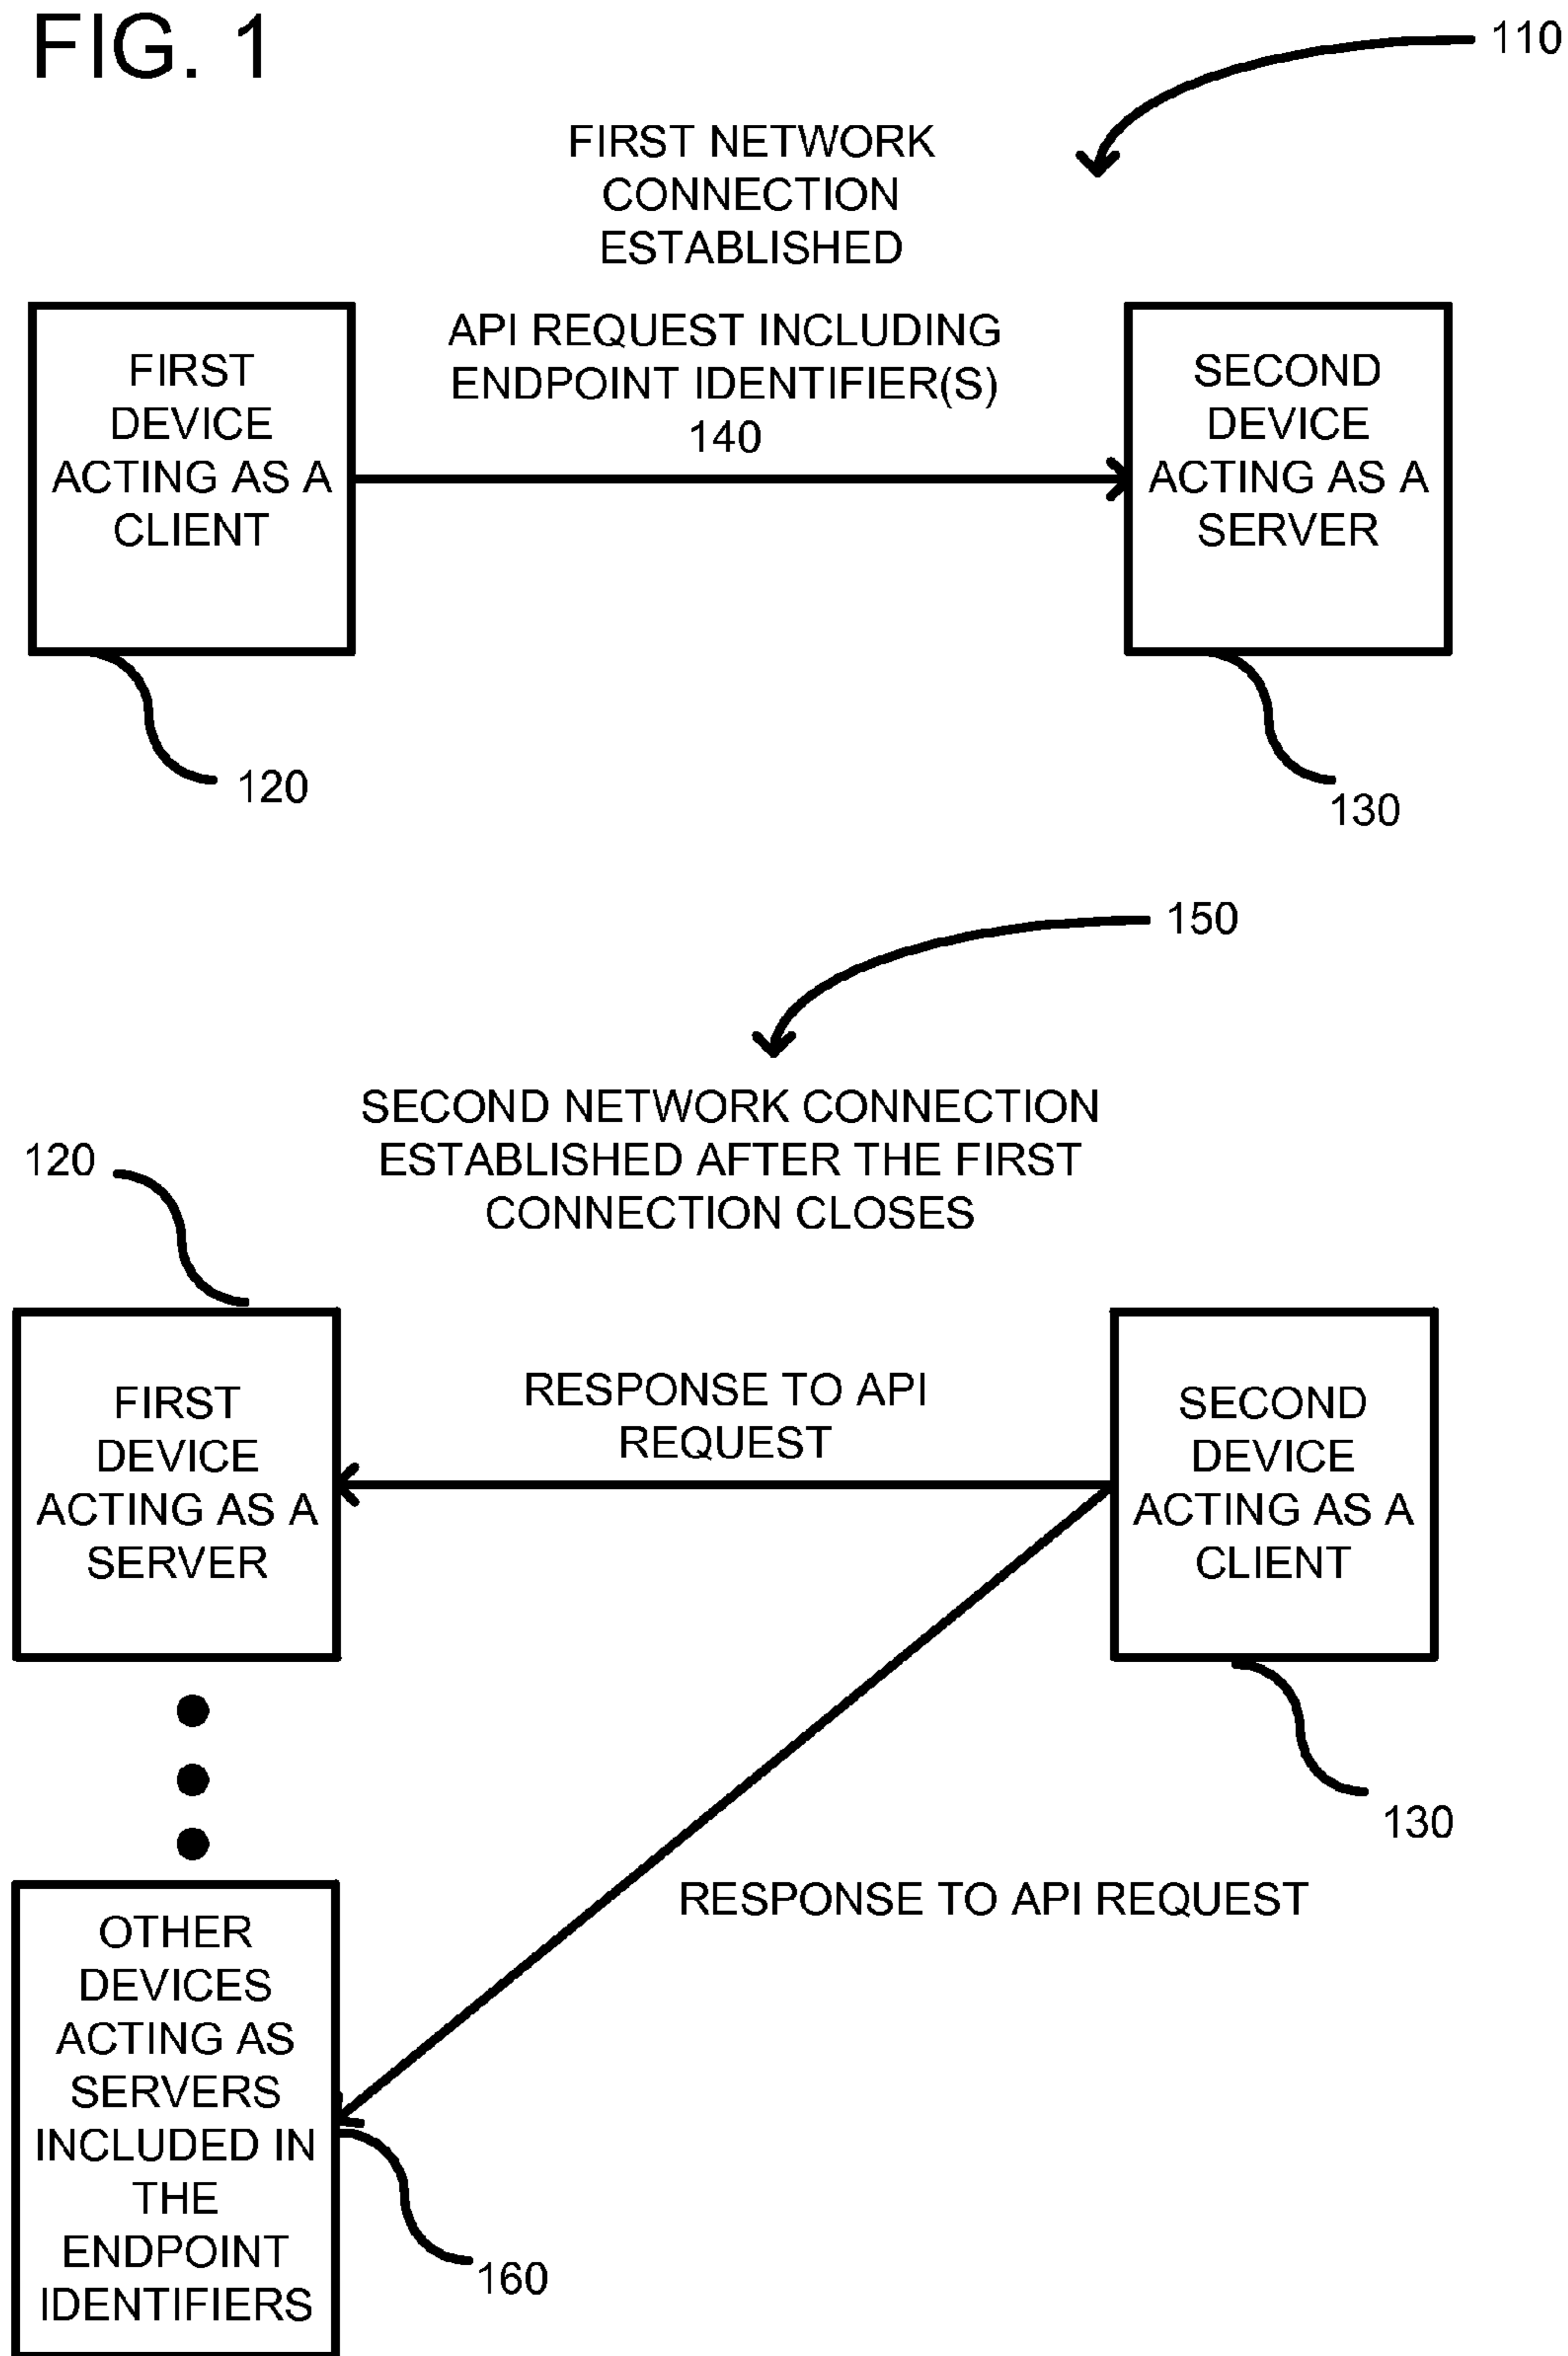 FIG. 1
110
FIRST NETWORK
CONNECTION
ESTABLISHED
FIRST
DEVICE
ACTING AS A
CLIENT
API REQUEST INCLUDING
ENDPOINT IDENTIFIER(S)
140
SECOND
DEVICE
ACTING AS A
SERVER
120
130
150
SECOND NETWORK CONNECTION
ESTABLISHED AFTER THE FIRST
CONNECTION CLOSES
120
FIRST
DEVICE
ACTING AS A
SERVER
RESPONSE TO API
REQUEST
SECOND
DEVICE
ACTING AS A
CLIENT
130
RESPONSE TO API REQUEST
OTHER
DEVICES
ACTING AS
SERVERS
INCLUDED IN
THE
ENDPOINT
IDENTIFIERS
160